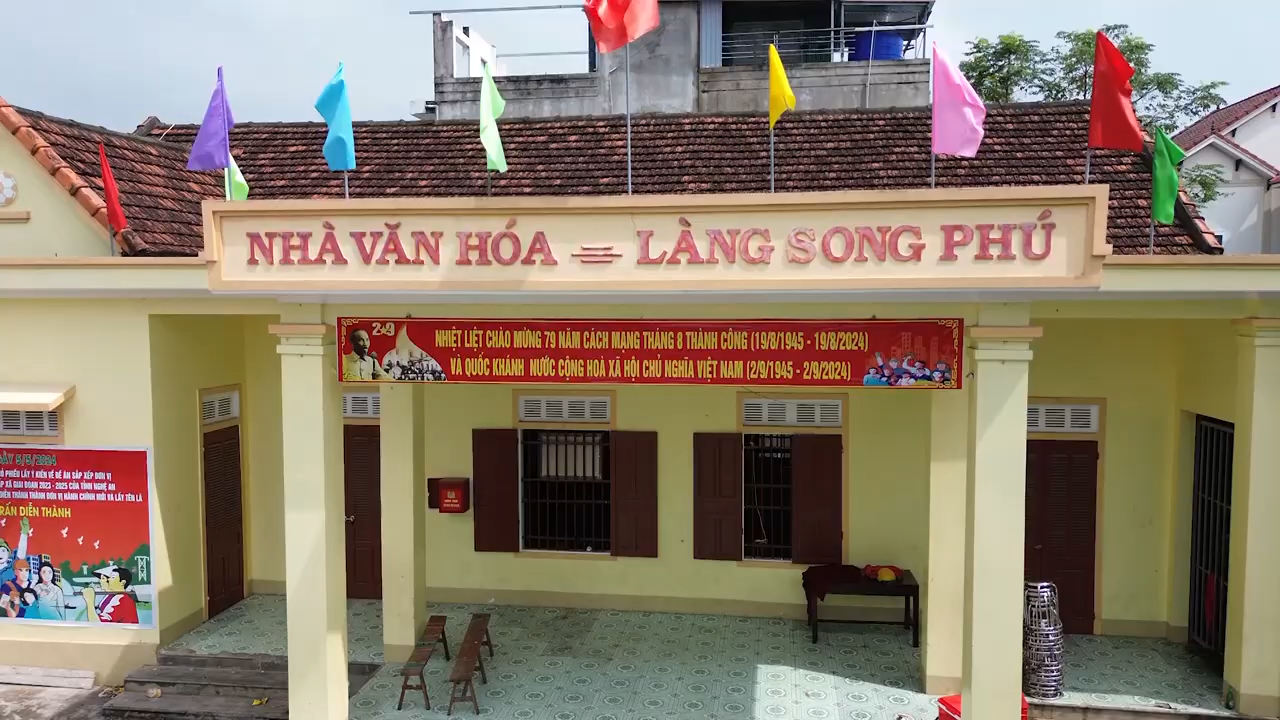 NHÀ VĂN HÓA = LÀNG SONG PHÚ
2-9
NHIỆT LIỆT CHÀO MỪNG 79 NĂM CÁCH MẠNG THÁNG 8 THÀNH CÔNG (19/8/1945 - 19/8/2024)
VÀ QUỐC KHÁNH NƯỚC CỘNG HOÀ XÃ HỘI CHỦ NGHĨA VIỆT NAM (2/9/1945 - 2/9/2024)
5/5/2024
PHIẾU LẤY Ý KIẾN VỀ ĐỀ ÁN SẮP XẾP ĐƠN VỊ
XÃ GIAI ĐOẠN 2023 - 2025 CỦA TỈNH NGHỆ AN
DIỄN THÀNH THÀNH ĐƠN VỊ HÀNH CHÍNH MỚI VÀ LẤY TÊN LÀ
TRẤN DIỄN THÀNH